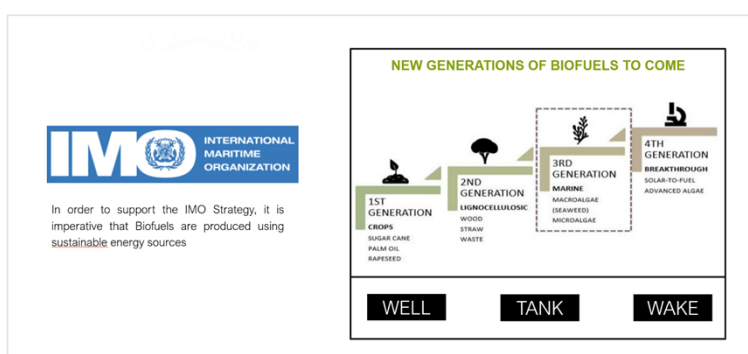 IMO
INTERNATIONAL
MARITIME
ORGANIZATION
In order to support the IMO Strategy, it is
imperative that Biofuels are produced using
sustainable energy sources
NEW GENERATIONS OF BIOFUELS TO COME
1ST
GENERATION
CROPS
SUGAR CANE
PALM OIL
RAPESEED
2ND
GENERATION
LIGNOCELLULOSIC
WOOD
STRAW
WASTE
3RD
GENERATION
MARINE
MACROALGAE
(SEAWEED)
MICROALGAE
4TH
GENERATION
BREAKTHROUGH
SOLAR-TO-FUEL
ADVANCED ALGAE
WELL
TANK
WAKE